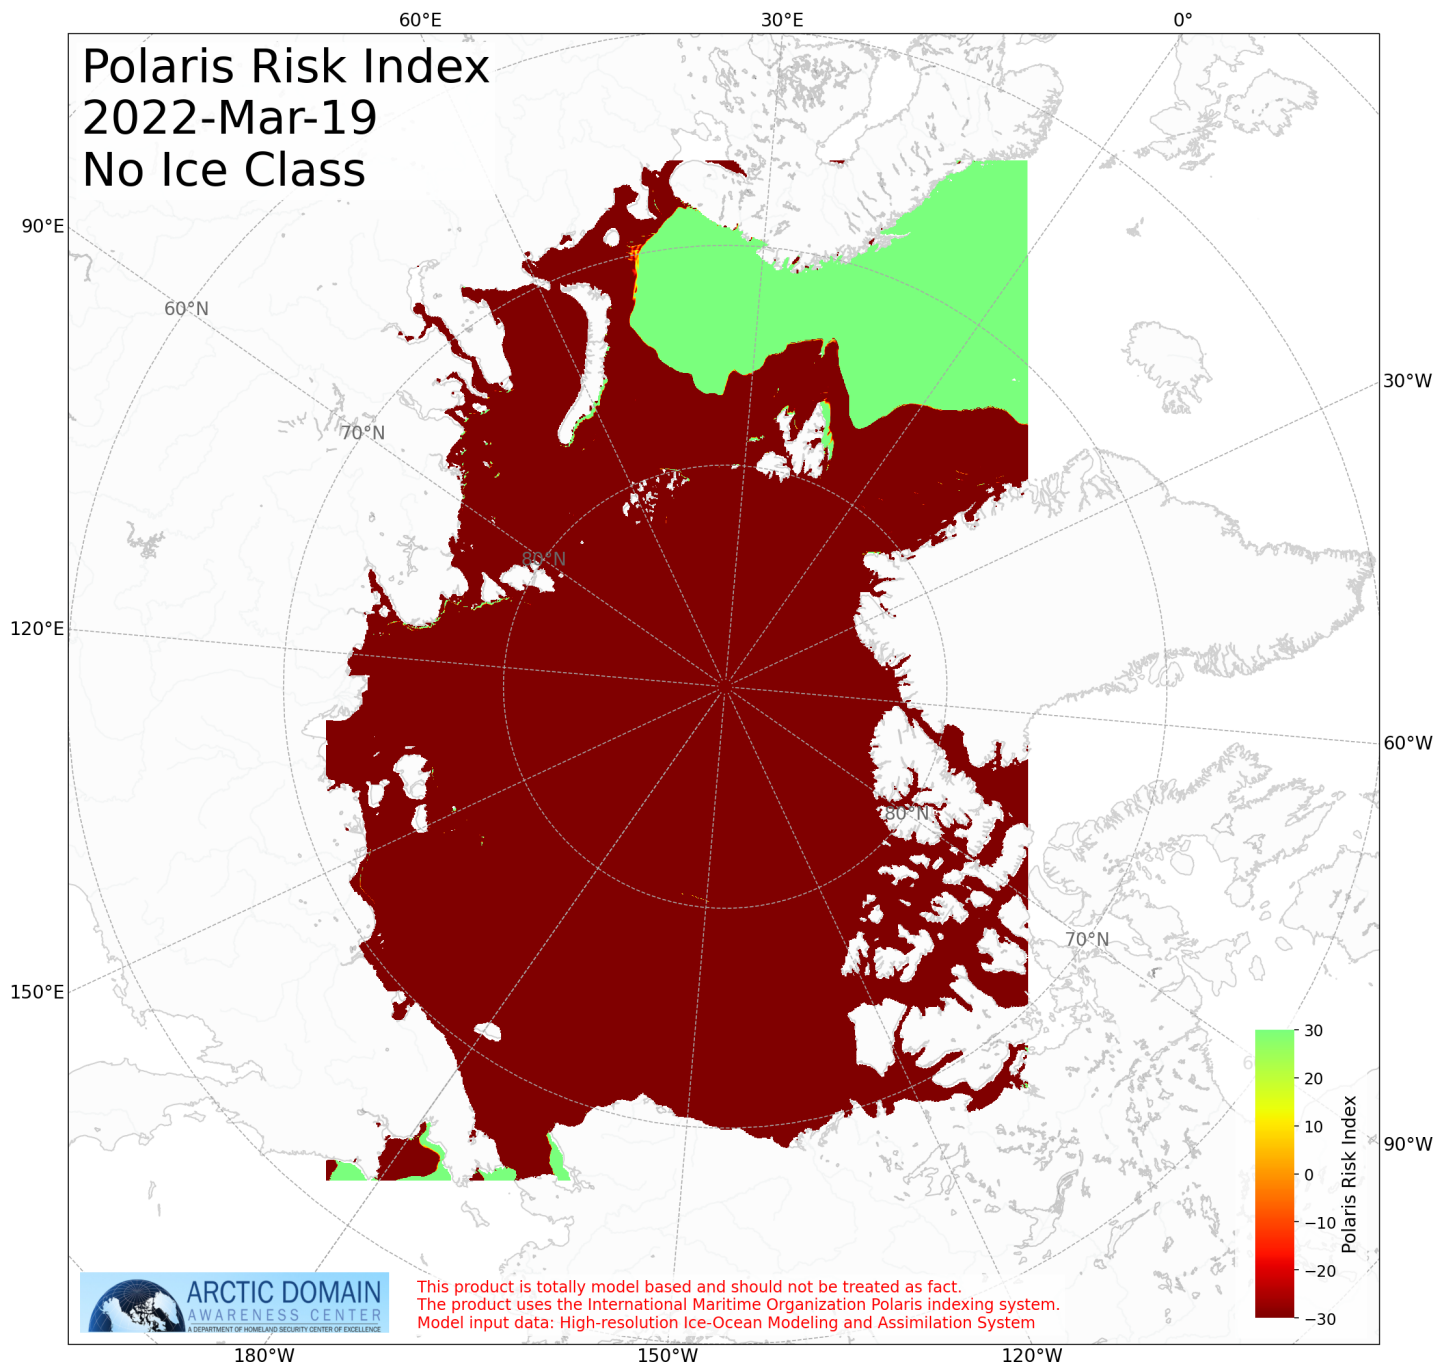 60°E 30°E 0°
Polaris Risk Index
2022-Mar-19
No Ice Class
90°E
60°N
30°W
70°N
80°N
120°E
60°W
80°N
70°N
150°E
30
20
10
0
−10
−20
−30
Polaris Risk Index
90°W
ARCTIC DOMAIN
AWARENESS CENTER
A DEPARTMENT OF HOMELAND SECURITY CENTER OF EXCELLENCE
This product is totally model based and should not be treated as fact.
The product uses the International Maritime Organization Polaris indexing system.
Model input data: High-resolution Ice-Ocean Modeling and Assimilation System
180°W 150°W 120°W